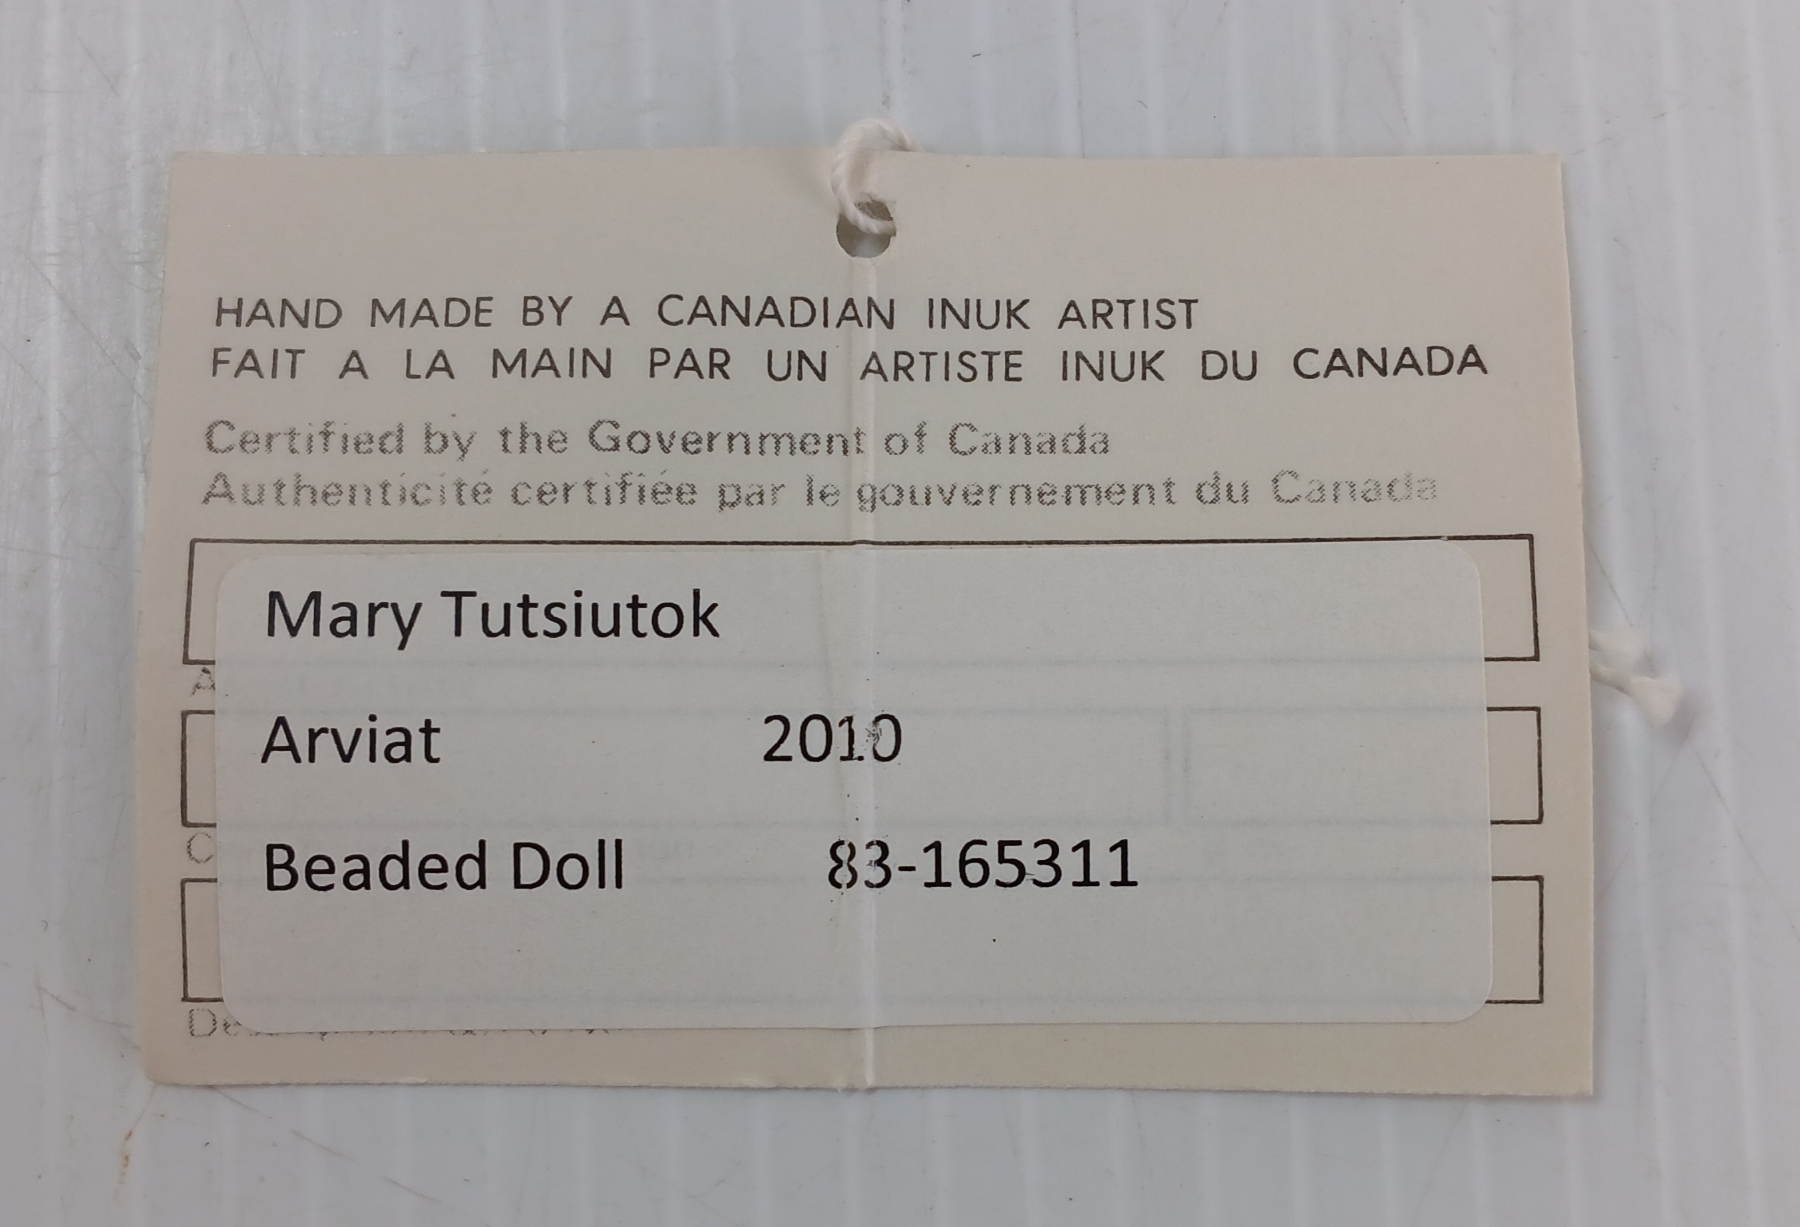 HAND MADE BY A CANADIAN INUK ARTIST
FAIT A LA MAIN PAR UN ARTISTE INUK DU CANADA
Certified by the Government of Canada
Authenticité certifiée par le gouvernement du Canada
Mary Tutsiutok
Arviat 2010
Beaded Doll 83-165311